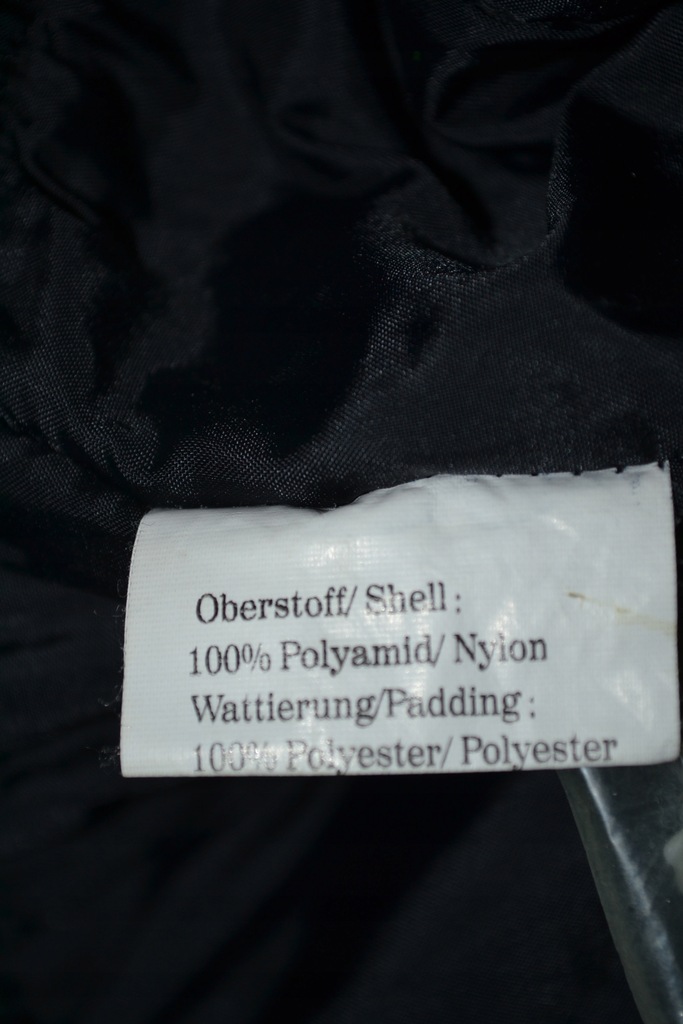 Oberstoff/ Shell :
100% Polyamid/ Nylon
Wattierung/Padding :
100% Polyester/ Polyester